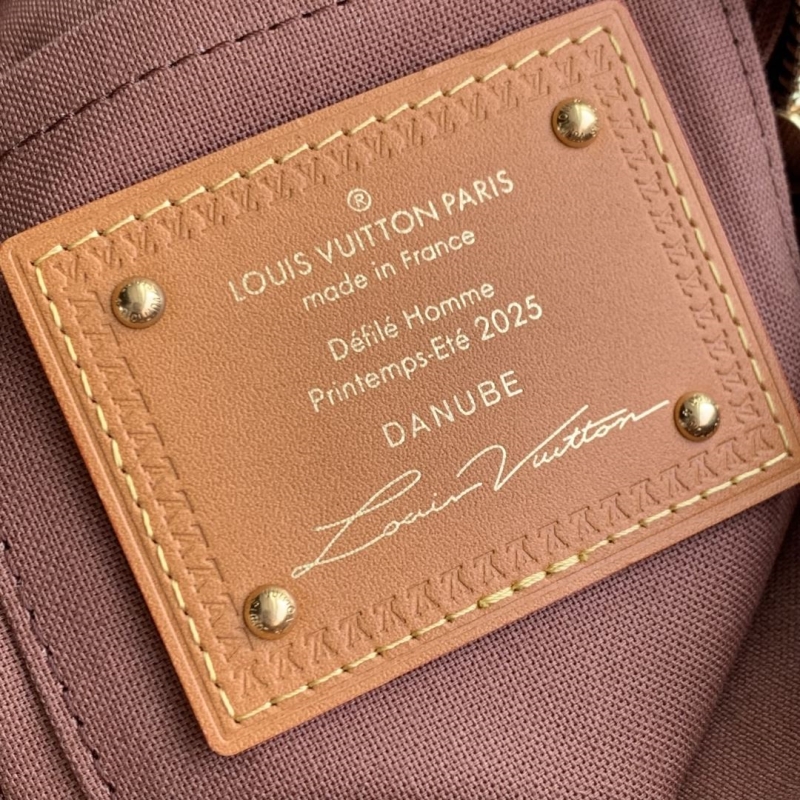 ®
LOUIS VUITTON PARIS
made in France
Défilé Homme
Printemps-Eté 2025
DANUBE
Louis Vuitton